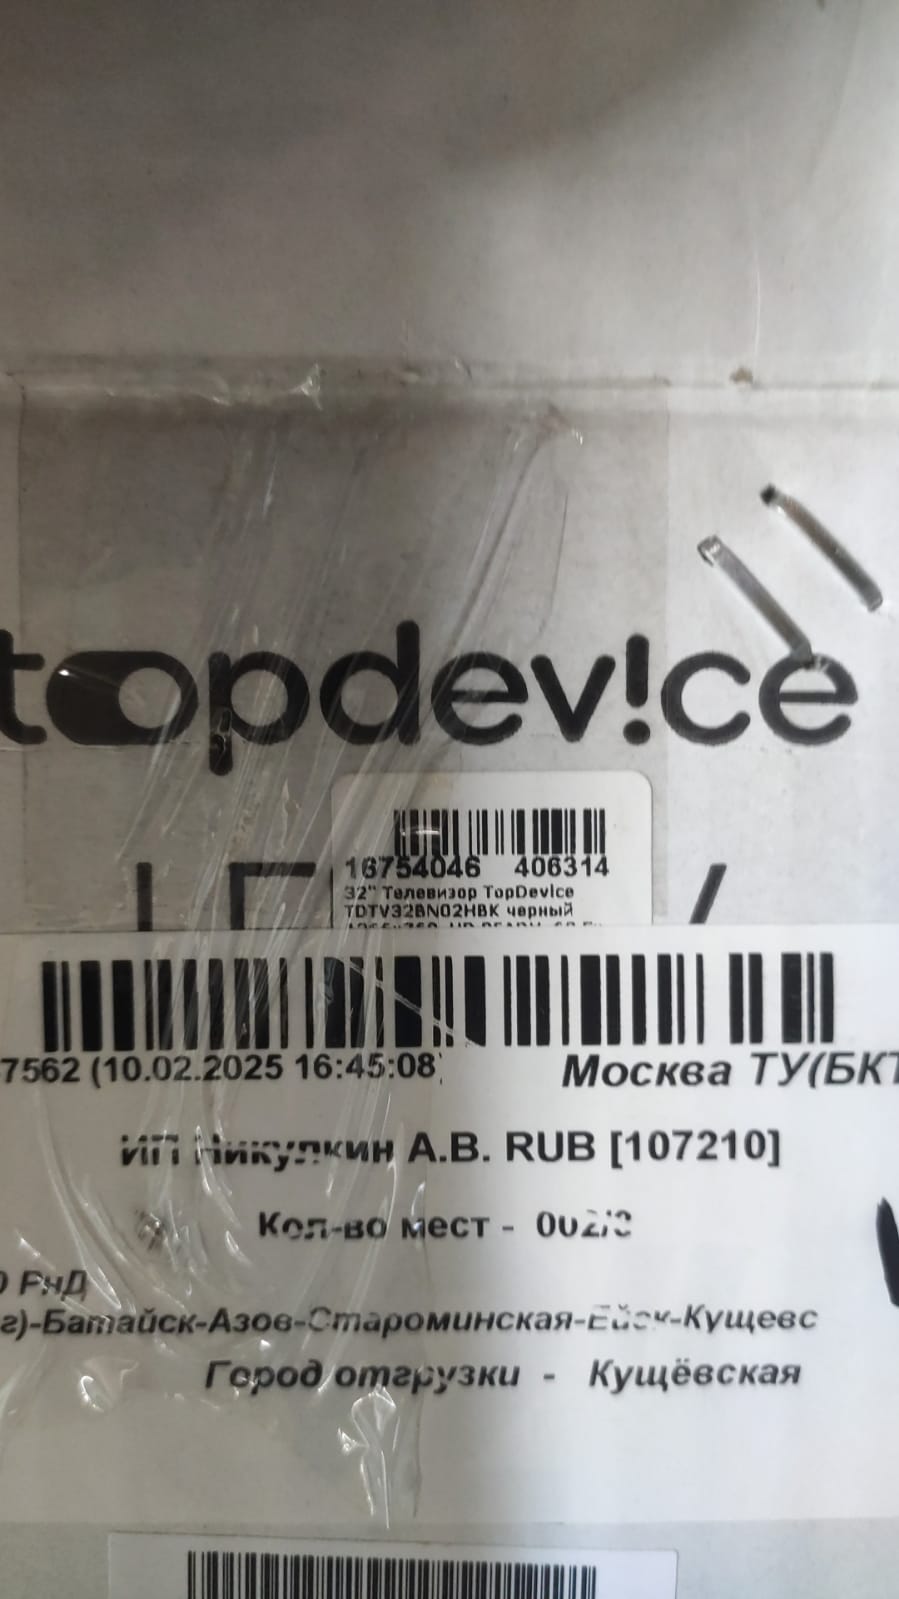 topdev!ce
16754046 406314
32" Телевизор TopDevice
TDTV32BN02HBK черный
7562 (10.02.2025 16:45:08) Москва ТУ(БКТ
ИП Никулкин А.В. RUB [107210]
Кол-во мест -
О РнД
г)-Батайск-Азов-Староминская-Ейск-Кущевс
Город отгрузки - Кущёвская